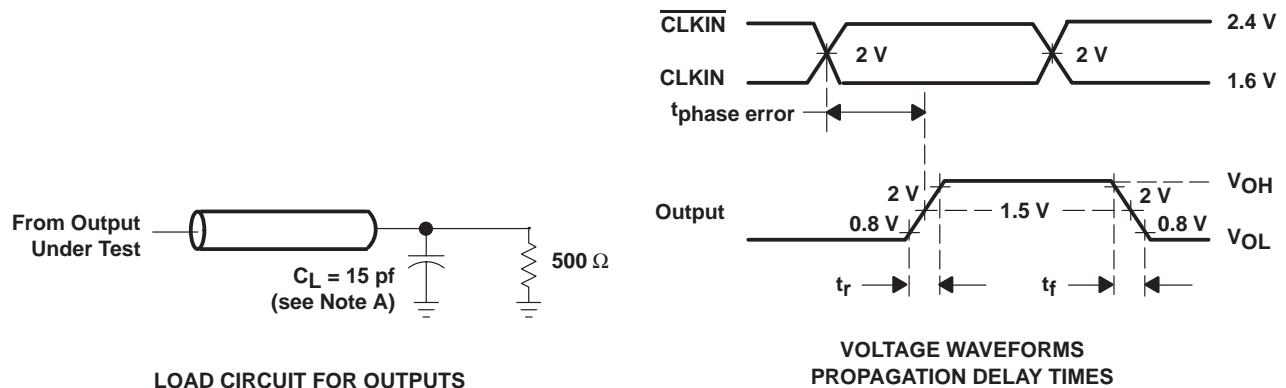 From Output
Under Test
CL = 15 pf
(see Note A)
500 Ω
LOAD CIRCUIT FOR OUTPUTS
CLKIN
2.4 V
2 V
2 V
CLKIN
1.6 V
tphase error
VOH
2 V
2 V
Output
1.5 V
0.8 V
0.8 V
VOL
tr
tf
VOLTAGE WAVEFORMS
PROPAGATION DELAY TIMES